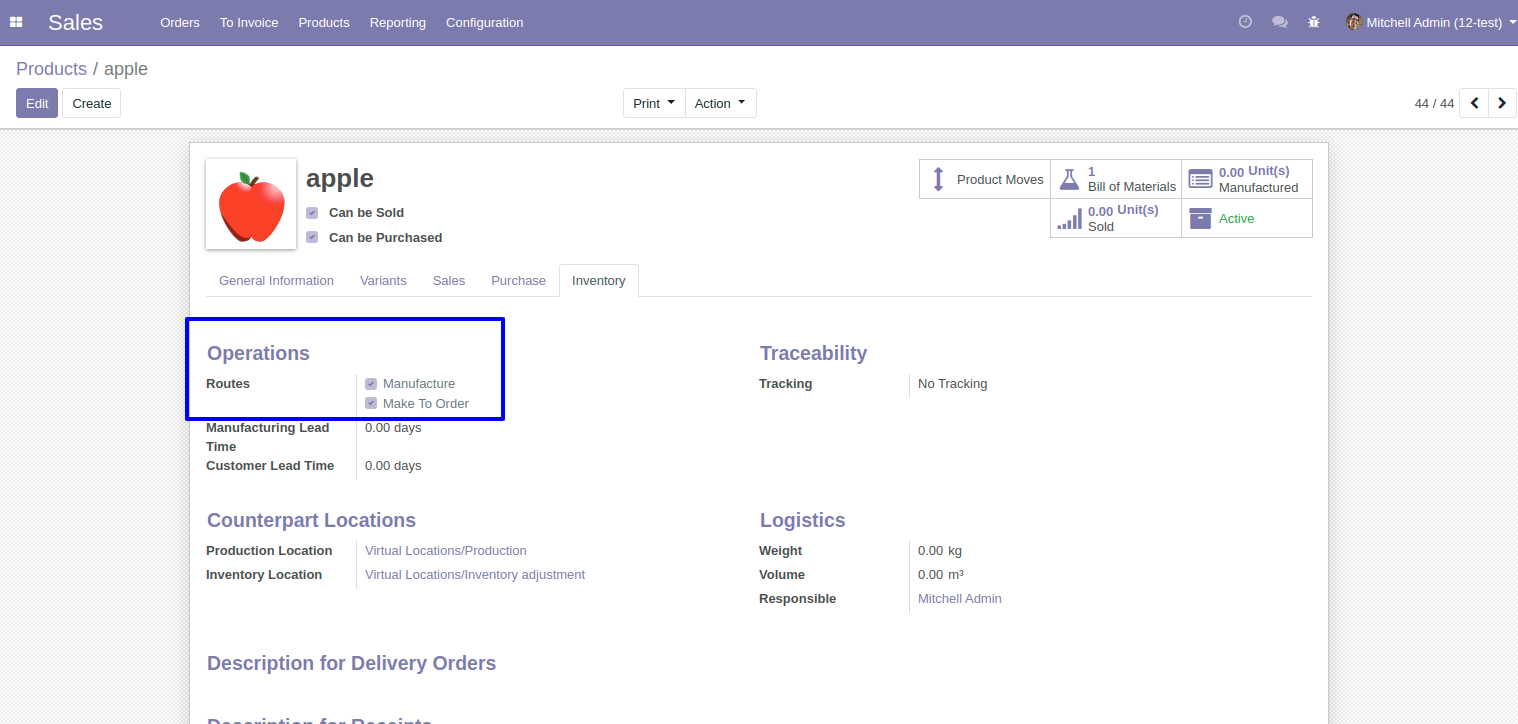 Sales Orders To Invoice Products Reporting Configuration Mitchell Admin (12-test)
Products / apple
Edit Create Print Action 44 / 44
apple
Can be Sold
Can be Purchased
Product Moves
1
Bill of Materials
0.00 Unit(s)
Manufactured
0.00 Unit(s)
Sold
Active
General Information Variants Sales Purchase Inventory
Operations
Routes Manufacture
Make To Order
Manufacturing Lead Time 0.00 days
Customer Lead Time 0.00 days
Traceability
Tracking No Tracking
Counterpart Locations
Production Location Virtual Locations/Production
Inventory Location Virtual Locations/Inventory adjustment
Logistics
Weight 0.00 kg
Volume 0.00 m³
Responsible Mitchell Admin
Description for Delivery Orders
Description for Receipts